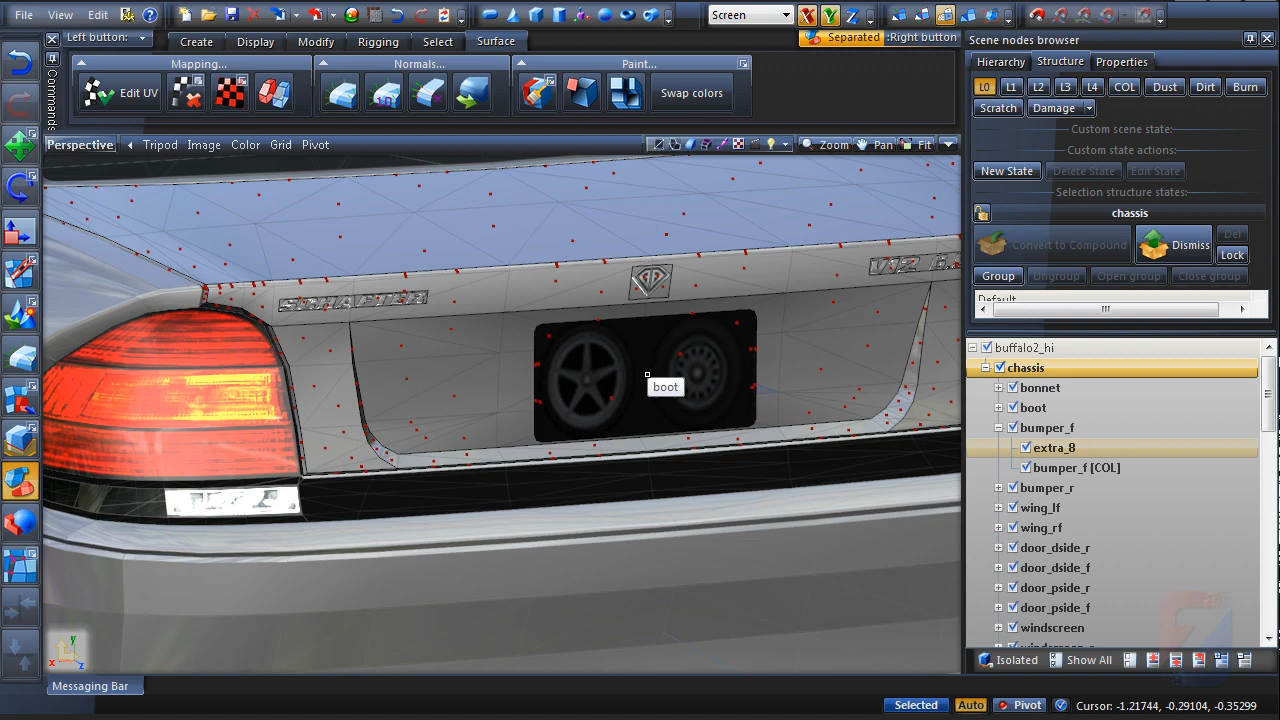 File View Edit
Screen X Y Z
Left button:
Create Display Modify Rigging Select Surface
Separated :Right button
Mapping... Normals... Paint...
Edit UV
Swap colors
Commands
Perspective Tripod Image Color Grid Pivot
Zoom Pan Fit
V12
boot
Messaging Bar
Scene nodes browser
Hierarchy Structure Properties
L0 L1 L2 L3 L4 COL Dust Dirt Burn
Scratch Damage
Custom scene state:
Custom state actions:
New State Delete State Edit State
Selection structure states:
chassis
Convert to Compound Dismiss Del
Lock
Group Ungroup Open group Close group
Default
buffalo2_hi
chassis
bonnet
boot
bumper_f
extra_8
bumper_f [COL]
bumper_r
wing_lf
wing_rf
door_dside_r
door_dside_f
door_pside_r
door_pside_f
windscreen
Isolated Show All
Selected Auto Pivot Cursor: -1.21744, -0.29104, -0.35299